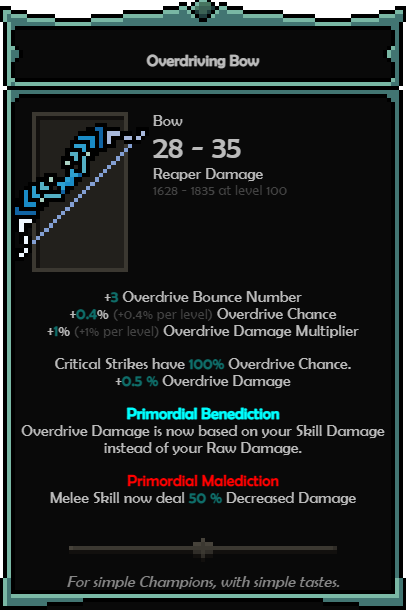 Overdriving Bow
Bow
28 - 35
Reaper Damage
1628 - 1835 at level 100
+3 Overdrive Bounce Number
+0.4% (+0.4% per level) Overdrive Chance
+1% (+1% per level) Overdrive Damage Multiplier
Critical Strikes have 100% Overdrive Chance.
+0.5 % Overdrive Damage
Primordial Benediction
Overdrive Damage is now based on your Skill Damage
instead of your Raw Damage.
Primordial Malediction
Melee Skill now deal 50 % Decreased Damage
For simple Champions, with simple tastes.